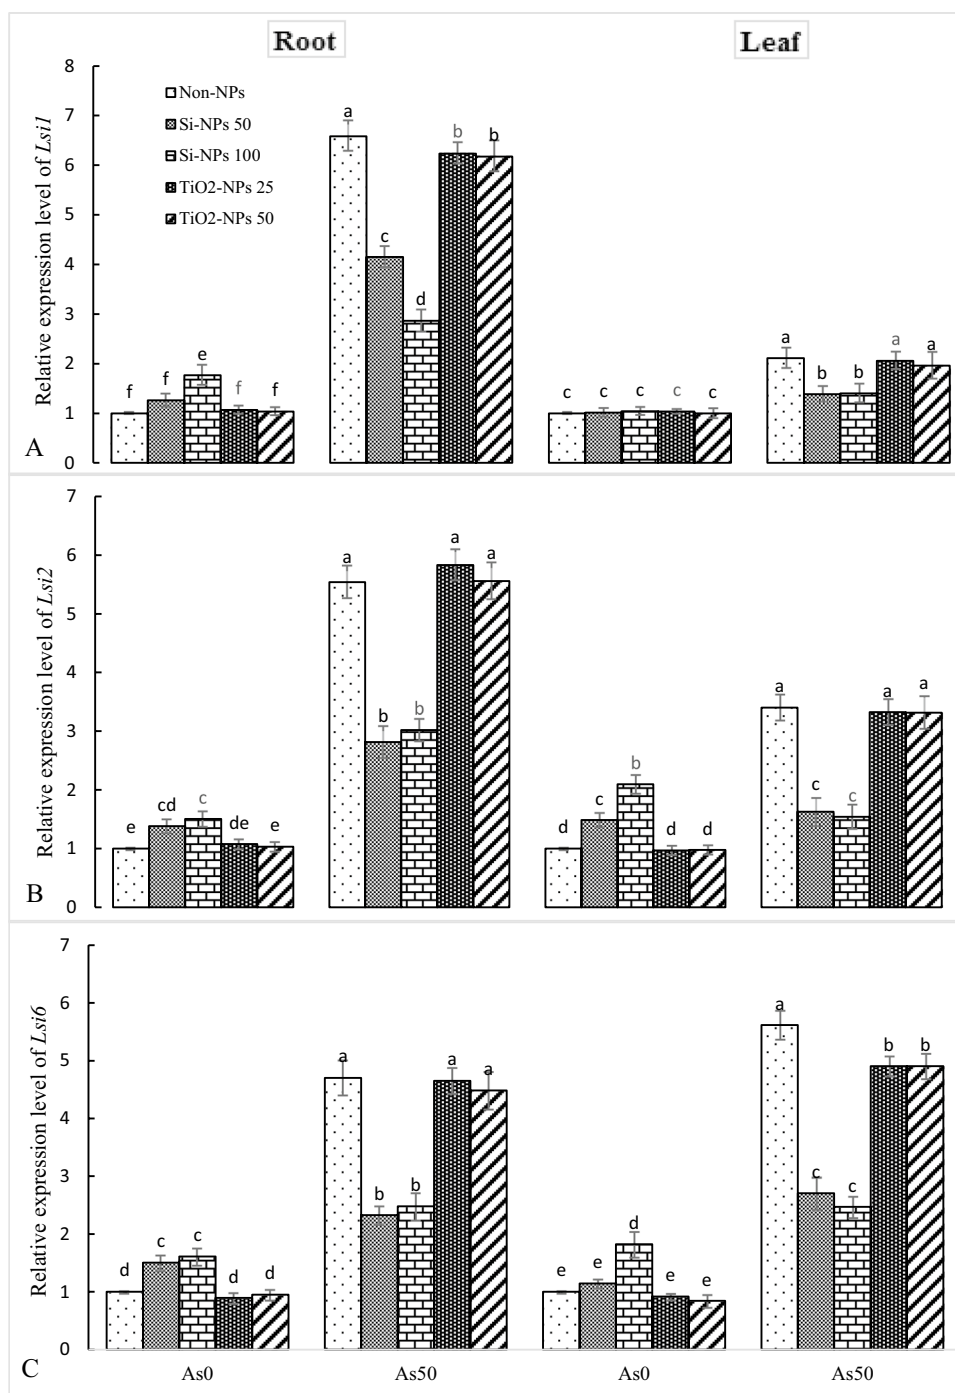 Root Leaf
8
7
6
5
4
3
2
1
0
Relative expression level of Lsi1
Non-NPs
Si-NPs 50
Si-NPs 100
TiO2-NPs 25
TiO2-NPs 50
f f e f f
a c d b b
c c c c c
a b b a a
A
7
6
5
4
3
2
1
0
Relative expression level of Lsi2
e cd c de e
a b b a a
d c b d d
a c c a a
B
7
6
5
4
3
2
1
0
Relative expression level of Lsi6
d c c d d
a b b a a
e e d e e
a c c b b
C
As0 As50 As0 As50